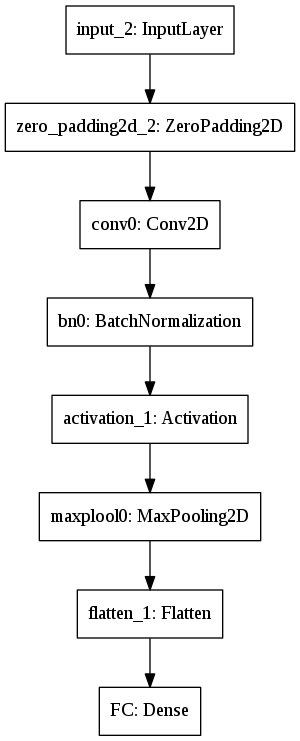 input_2: InputLayer
zero_padding2d_2: ZeroPadding2D
conv0: Conv2D
bn0: BatchNormalization
activation_1: Activation
maxplool0: MaxPooling2D
flatten_1: Flatten
FC: Dense